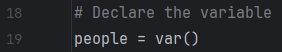 18 # Declare the variable
19 people = var()